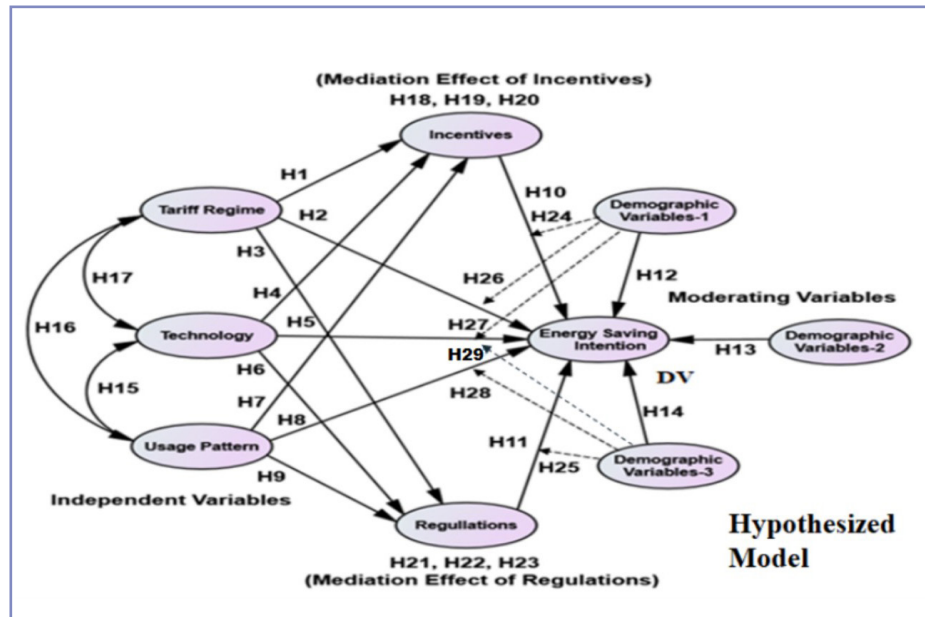 (Mediation Effect of Incentives)
H18, H19, H20
Incentives
H1
H10
Demographic
Variables-1
Tariff Regime
H2
H24
H3
H26
H12
H17
H4
Moderating Variables
H16
Technology
H5
H27
Energy Saving
Intention
Demographic
Variables-2
H29
H13
H6
DV
H15
H7
H28
H14
H8
Usage Pattern
H11
Demographic
Variables-3
H9
H25
Independent Variables
Regullations
Hypothesized
Model
H21, H22, H23
(Mediation Effect of Regulations)